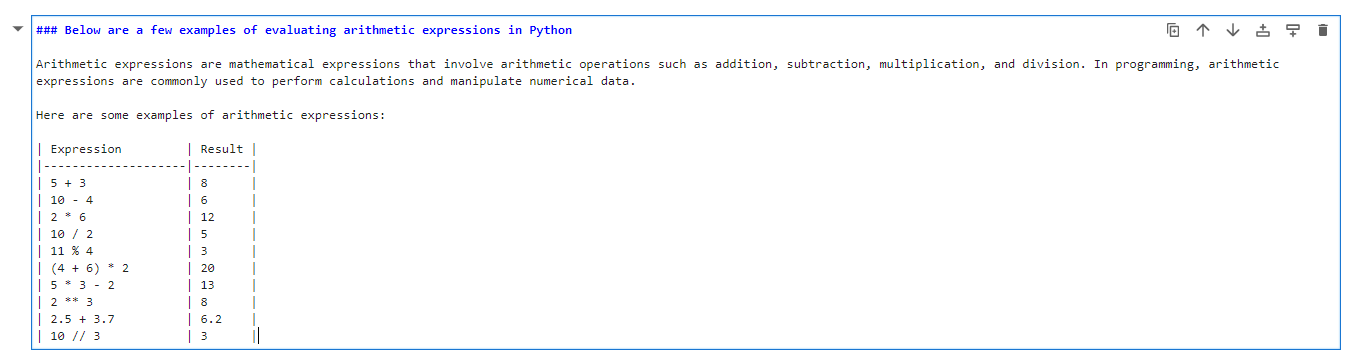 ### Below are a few examples of evaluating arithmetic expressions in Python
Arithmetic expressions are mathematical expressions that involve arithmetic operations such as addition, subtraction, multiplication, and division. In programming, arithmetic
expressions are commonly used to perform calculations and manipulate numerical data.
Here are some examples of arithmetic expressions:
| Expression         | Result |
|--------------------|--------|
| 5 + 3              | 8      |
| 10 - 4             | 6      |
| 2 * 6              | 12     |
| 10 / 2             | 5      |
| 11 % 4             | 3      |
| (4 + 6) * 2        | 20     |
| 5 * 3 - 2          | 13     |
| 2 ** 3             | 8      |
| 2.5 + 3.7          | 6.2    |
| 10 // 3            | 3      |